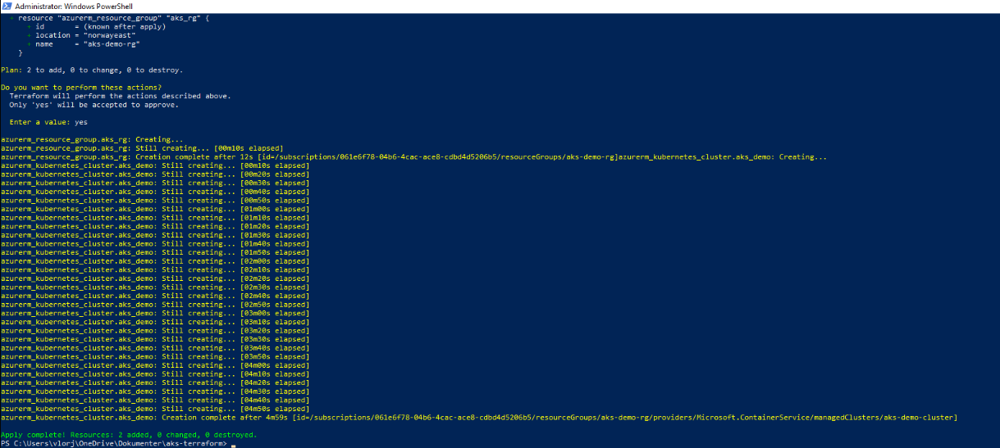 Administrator: Windows PowerShell
+ resource "azurerm_resource_group" "aks_rg" {
+ id       = (known after apply)
+ location = "norwayeast"
+ name     = "aks-demo-rg"
}
Plan: 2 to add, 0 to change, 0 to destroy.
Do you want to perform these actions?
Terraform will perform the actions described above.
Only 'yes' will be accepted to approve.
Enter a value: yes
azurerm_resource_group.aks_rg: Creating...
azurerm_resource_group.aks_rg: Still creating... [00m10s elapsed]
azurerm_resource_group.aks_rg: Creation complete after 12s [id=/subscriptions/061e6f78-04b6-4cac-ace8-cdbd4d5206b5/resourceGroups/aks-demo-rg]azurerm_kubernetes_cluster.aks_demo: Creating...
azurerm_kubernetes_cluster.aks_demo: Still creating... [00m10s elapsed]
azurerm_kubernetes_cluster.aks_demo: Still creating... [00m20s elapsed]
azurerm_kubernetes_cluster.aks_demo: Still creating... [00m30s elapsed]
azurerm_kubernetes_cluster.aks_demo: Still creating... [00m40s elapsed]
azurerm_kubernetes_cluster.aks_demo: Still creating... [00m50s elapsed]
azurerm_kubernetes_cluster.aks_demo: Still creating... [01m00s elapsed]
azurerm_kubernetes_cluster.aks_demo: Still creating... [01m10s elapsed]
azurerm_kubernetes_cluster.aks_demo: Still creating... [01m20s elapsed]
azurerm_kubernetes_cluster.aks_demo: Still creating... [01m30s elapsed]
azurerm_kubernetes_cluster.aks_demo: Still creating... [01m40s elapsed]
azurerm_kubernetes_cluster.aks_demo: Still creating... [01m50s elapsed]
azurerm_kubernetes_cluster.aks_demo: Still creating... [02m00s elapsed]
azurerm_kubernetes_cluster.aks_demo: Still creating... [02m10s elapsed]
azurerm_kubernetes_cluster.aks_demo: Still creating... [02m20s elapsed]
azurerm_kubernetes_cluster.aks_demo: Still creating... [02m30s elapsed]
azurerm_kubernetes_cluster.aks_demo: Still creating... [02m40s elapsed]
azurerm_kubernetes_cluster.aks_demo: Still creating... [02m50s elapsed]
azurerm_kubernetes_cluster.aks_demo: Still creating... [03m00s elapsed]
azurerm_kubernetes_cluster.aks_demo: Still creating... [03m10s elapsed]
azurerm_kubernetes_cluster.aks_demo: Still creating... [03m20s elapsed]
azurerm_kubernetes_cluster.aks_demo: Still creating... [03m30s elapsed]
azurerm_kubernetes_cluster.aks_demo: Still creating... [03m40s elapsed]
azurerm_kubernetes_cluster.aks_demo: Still creating... [03m50s elapsed]
azurerm_kubernetes_cluster.aks_demo: Still creating... [04m00s elapsed]
azurerm_kubernetes_cluster.aks_demo: Still creating... [04m10s elapsed]
azurerm_kubernetes_cluster.aks_demo: Still creating... [04m20s elapsed]
azurerm_kubernetes_cluster.aks_demo: Still creating... [04m30s elapsed]
azurerm_kubernetes_cluster.aks_demo: Still creating... [04m40s elapsed]
azurerm_kubernetes_cluster.aks_demo: Still creating... [04m50s elapsed]
azurerm_kubernetes_cluster.aks_demo: Creation complete after 4m59s [id=/subscriptions/061e6f78-04b6-4cac-ace8-cdbd4d5206b5/resourceGroups/aks-demo-rg/providers/Microsoft.ContainerService/managedClusters/aks-demo-cluster]
Apply complete! Resources: 2 added, 0 changed, 0 destroyed.
PS C:\Users\vlorj\OneDrive\Dokumenter\aks-terraform>